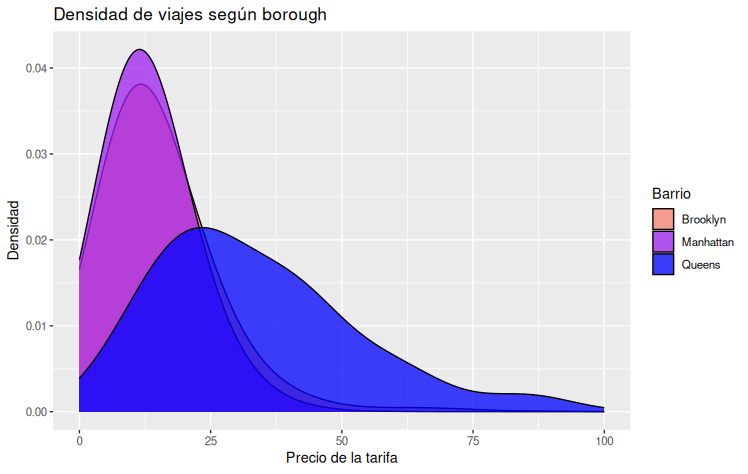 Densidad de viajes según borough
Densidad
0.04
0.03
0.02
0.01
0.00
0
25
50
75
100
Precio de la tarifa
Barrio
Brooklyn
Manhattan
Queens